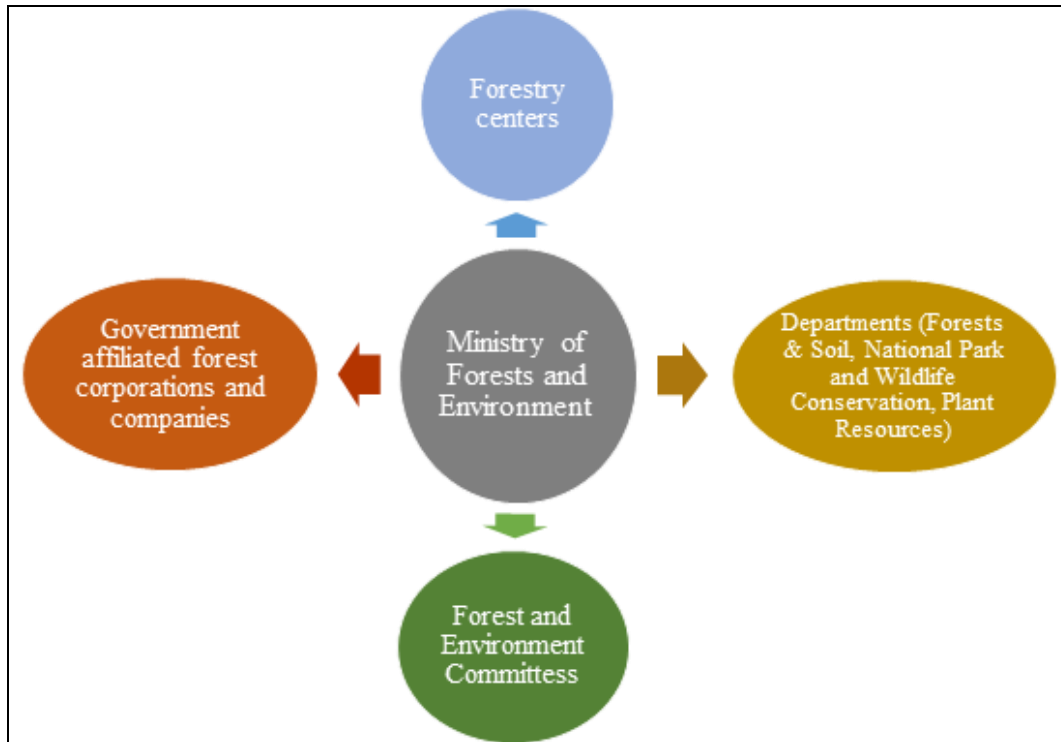 Forestry
centers
Government
affiliated forest
corporations and
companies
Ministry of
Forests and
Environment
Departments (Forests
& Soil, National Park
and Wildlife
Conservation, Plant
Resources)
Forest and
Environment
Committess